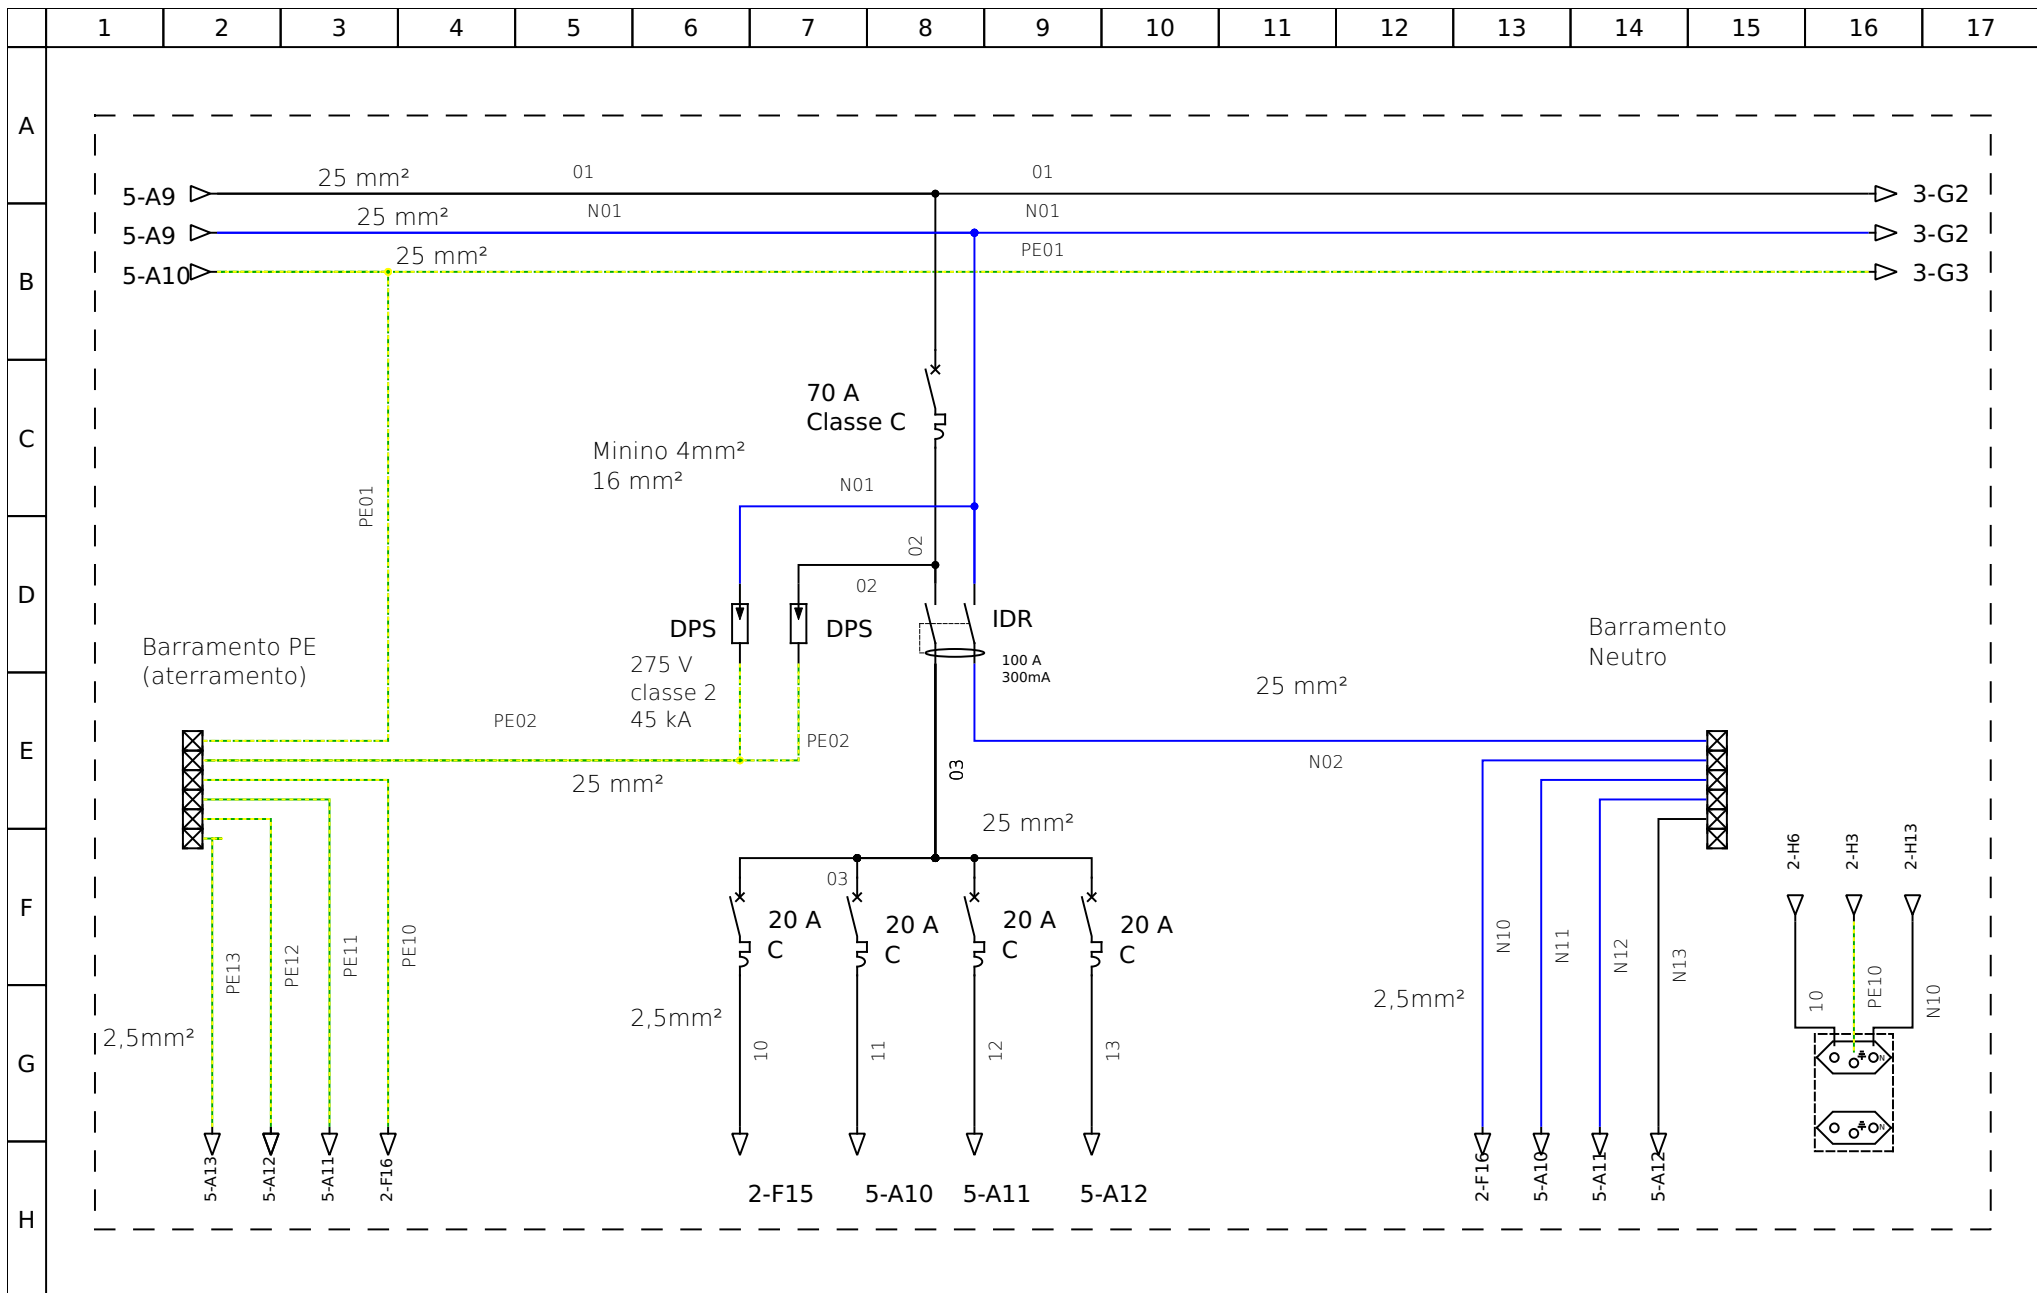 1 2 3 4 5 6 7 8 9 10 11 12 13 14 15 16 17
A
B
C
D
E
F
G
H
5-A9
25 mm²
01
01
3-G2
5-A9
25 mm²
N01
N01
3-G2
5-A10
25 mm²
PE01
3-G3
70 A
Classe C
Minino 4mm²
16 mm²
N01
PE01
02
02
DPS
DPS
IDR
100 A
300mA
275 V
classe 2
45 kA
Barramento PE
(aterramento)
Barramento
Neutro
25 mm²
PE02
PE02
25 mm²
N02
03
25 mm²
03
20 A
C
20 A
C
20 A
C
20 A
C
PE13
PE12
PE11
PE10
2,5mm²
2,5mm²
10
11
12
13
2,5mm²
N10
N11
N12
N13
2-H6
2-H3
2-H13
10
PE10
N10
N
N
5-A13
5-A12
5-A11
2-F16
2-F15
5-A10
5-A11
5-A12
2-F16
5-A10
5-A11
5-A12